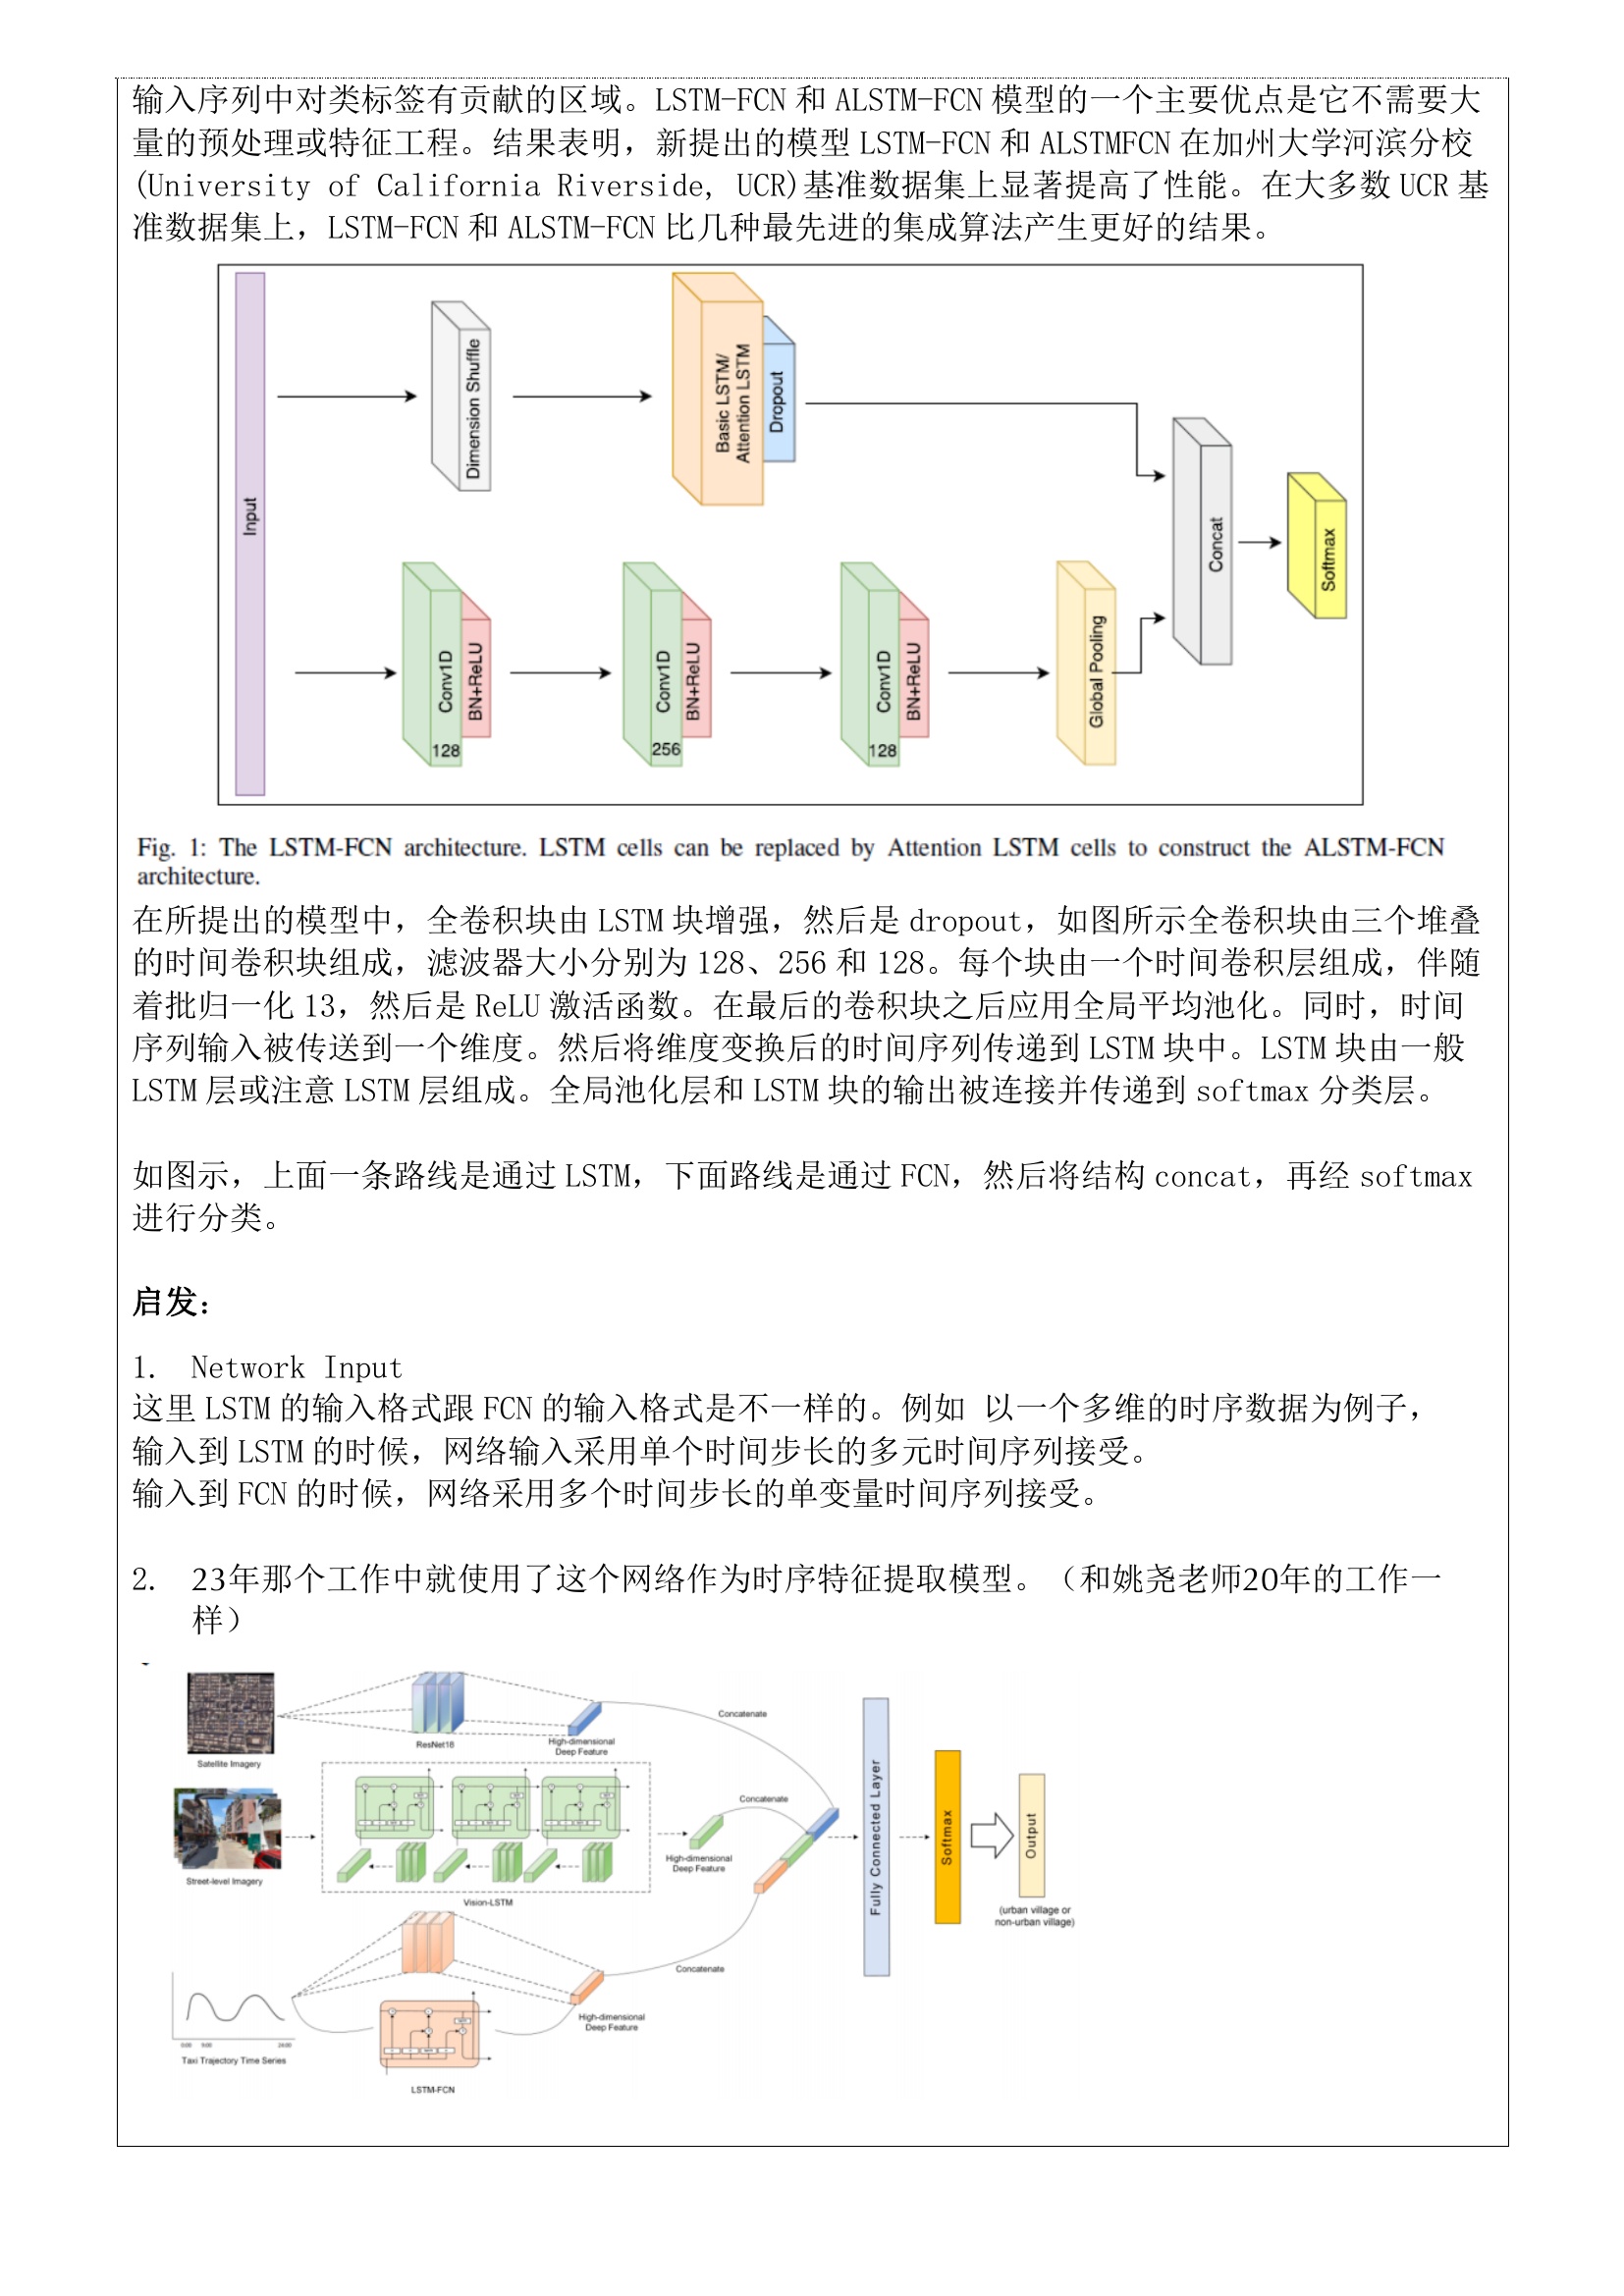 输入序列中对类标签有贡献的区域。LSTM-FCN 和 ALSTM-FCN 模型的一个主要优点是它不需要大
量的预处理或特征工程。结果表明，新提出的模型 LSTM-FCN 和 ALSTMFCN 在加州大学河滨分校
(University of California Riverside, UCR)基准数据集上显著提高了性能。在大多数 UCR 基
准数据集上，LSTM-FCN 和 ALSTM-FCN 比几种最先进的集成算法产生更好的结果。
Input
Dimension Shuffle
Basic LSTM/
Attention LSTM
Dropout
Conv1D
BN+ReLU
128
Conv1D
BN+ReLU
256
Conv1D
BN+ReLU
128
Global Pooling
Concat
Softmax
Fig. 1: The LSTM-FCN architecture. LSTM cells can be replaced by Attention LSTM cells to construct the ALSTM-FCN
architecture.
在所提出的模型中，全卷积块由 LSTM 块增强，然后是 dropout，如图所示全卷积块由三个堆叠
的时间卷积块组成，滤波器大小分别为 128、256 和 128。每个块由一个时间卷积层组成，伴随
着批归一化 13，然后是 ReLU 激活函数。在最后的卷积块之后应用全局平均池化。同时，时间
序列输入被传送到一个维度。然后将维度变换后的时间序列传递到 LSTM 块中。LSTM 块由一般
LSTM 层或注意 LSTM 层组成。全局池化层和 LSTM 块的输出被连接并传递到 softmax 分类层。
如图示，上面一条路线是通过 LSTM，下面路线是通过 FCN，然后将结构 concat，再经 softmax
进行分类。
启发：
1. Network Input
这里 LSTM 的输入格式跟 FCN 的输入格式是不一样的。例如 以一个多维的时序数据为例子，
输入到 LSTM 的时候，网络输入采用单个时间步长的多元时间序列接受。
输入到 FCN 的时候，网络采用多个时间步长的单变量时间序列接受。
2. 23年那个工作中就使用了这个网络作为时序特征提取模型。（和姚尧老师20年的工作一
样）
Satellite Imagery
ResNet18
High-dimensional
Deep Feature
Concatenate
Street-level Imagery
Vision-LSTM
High-dimensional
Deep Feature
Concatenate
Fully Connected Layer
Softmax
Output
(urban village or
non-urban village)
Concatenate
High-dimensional
Deep Feature
0:00 9:00 24:00
Taxi Trajectory Time Series
LSTM-FCN